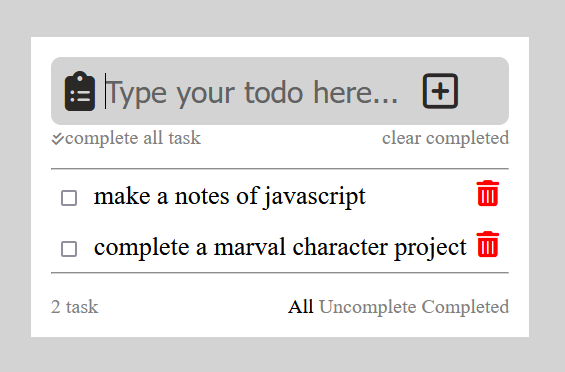 Type your todo here...
complete all task clear completed
make a notes of javascript
complete a marval character project
2 task All Uncomplete Completed